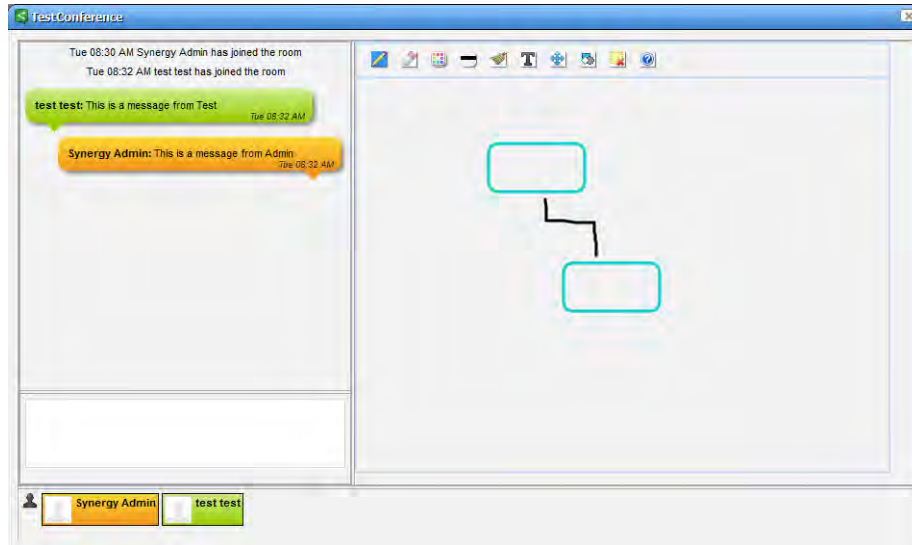 TestConference
Tue 08:30 AM Synergy Admin has joined the room
Tue 08:32 AM test test has joined the room
test test: This is a message from Test
Tue 08:32 AM
Synergy Admin: This is a message from Admin
Tue 08:32 AM
T
Synergy Admin
test test